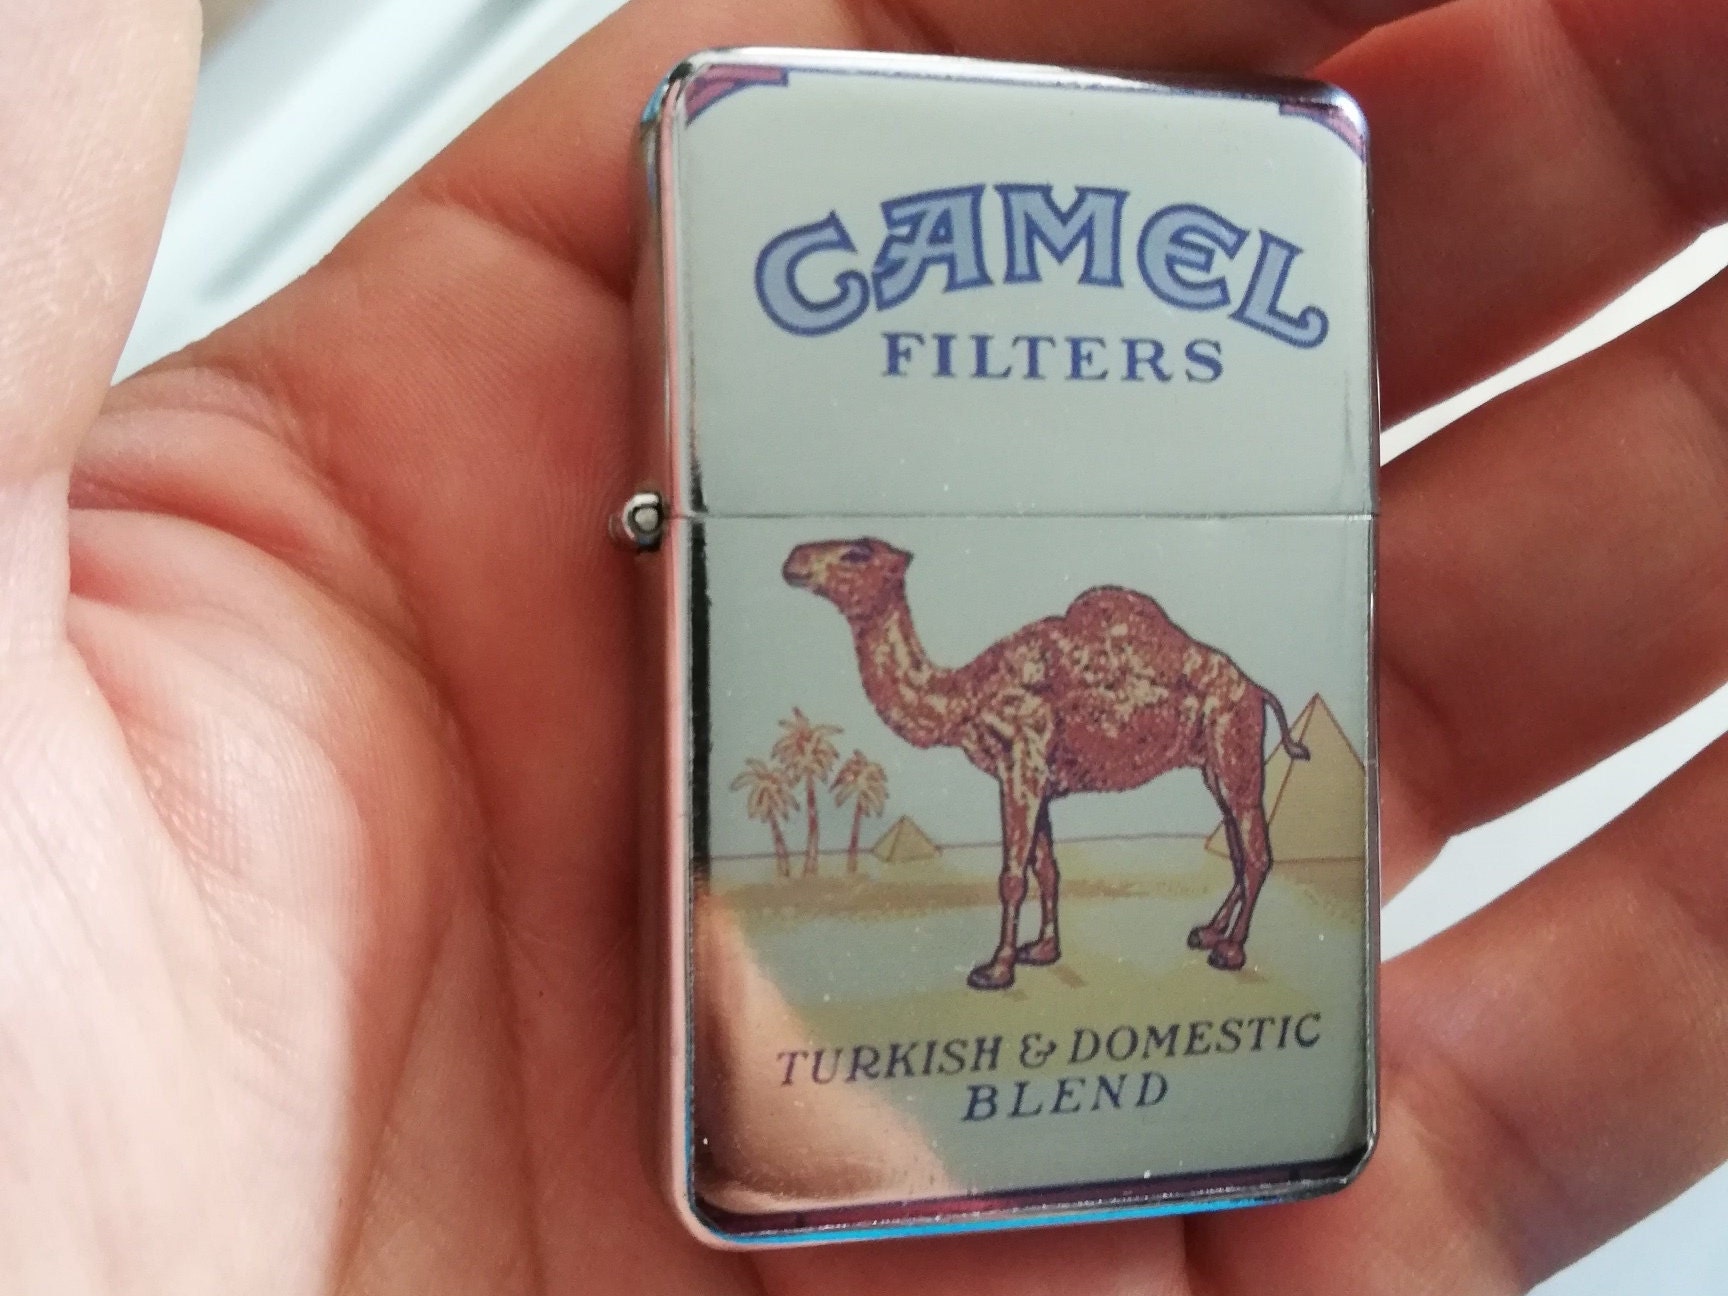 CAMEL
FILTERS
TURKISH & DOMESTIC
BLEND